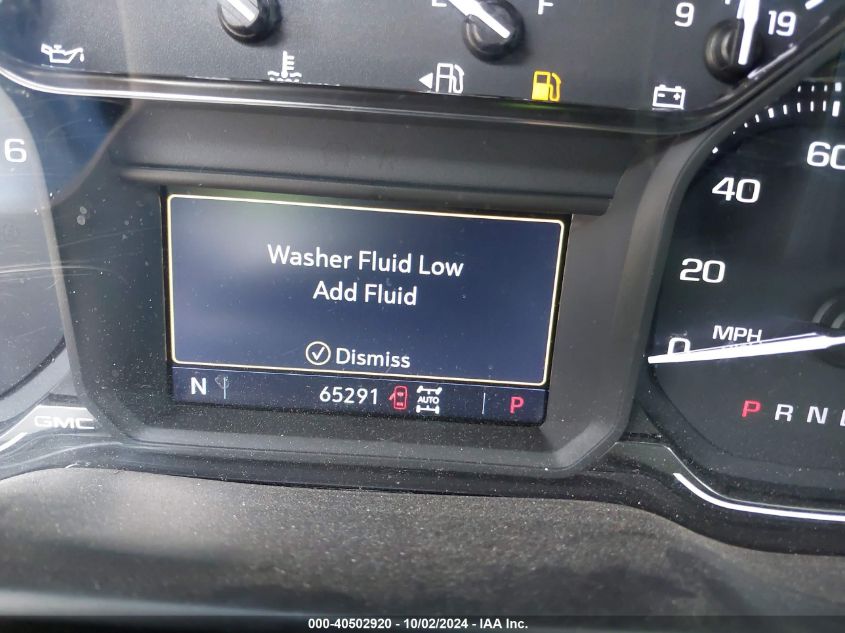 E F 9 19
6
60
40
20
0
MPH
Washer Fluid Low
Add Fluid
Dismiss
N 65291 AUTO P
P R N D
GMC
000-40502920 - 10/02/2024 - IAA Inc.